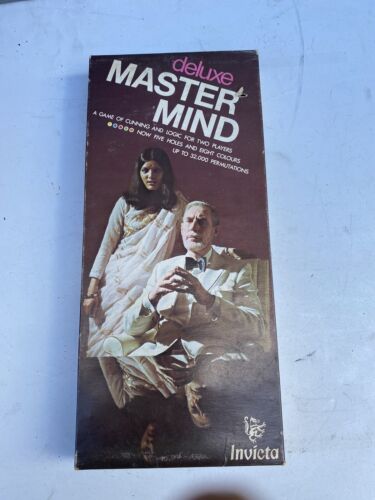 deluxe
MASTER
MIND
A GAME OF CUNNING AND LOGIC FOR TWO PLAYERS
NOW FIVE HOLES AND EIGHT COLOURS
UP TO 32,000 PERMUTATIONS
Invicta